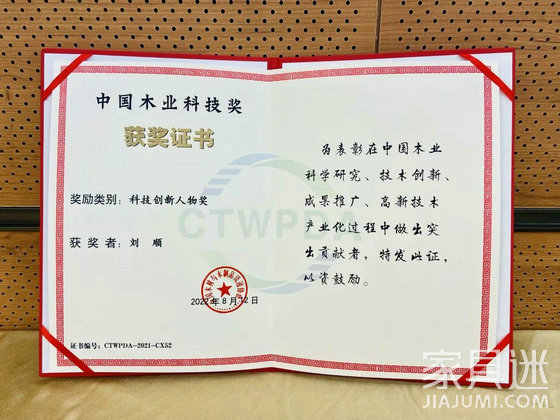 中国木业科技奖
获奖证书
奖励类别：科技创新人物奖
获奖者：刘 顺
CTWPDA
2022年8月12日
证书编号：CTWPDA-2021-CX52
为表彰在中国木业
科学研究、技术创新、
成果推广、高新技术
产业化过程中做出突
出贡献者，特发此证，
以资鼓励。
家具迷
JIAJUMI.COM